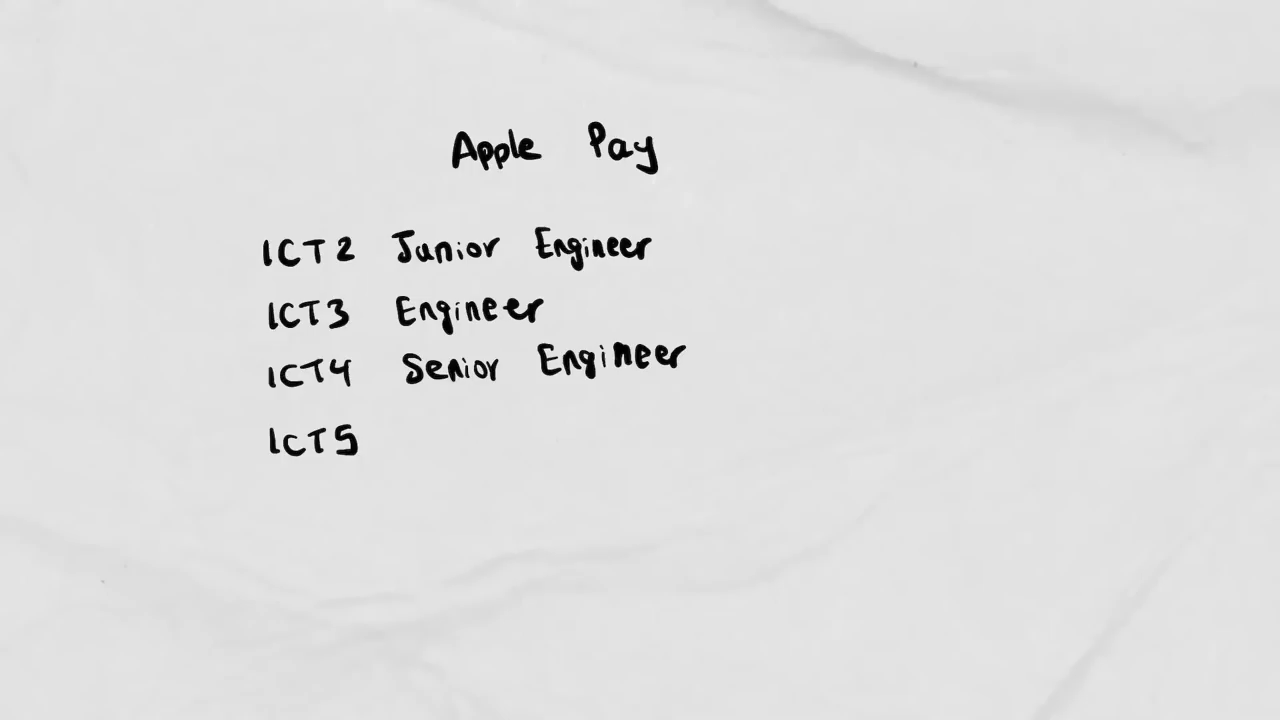 Apple Pay
ICT2 Junior Engineer
ICT3 Engineer
ICT4 Senior Engineer
ICT5